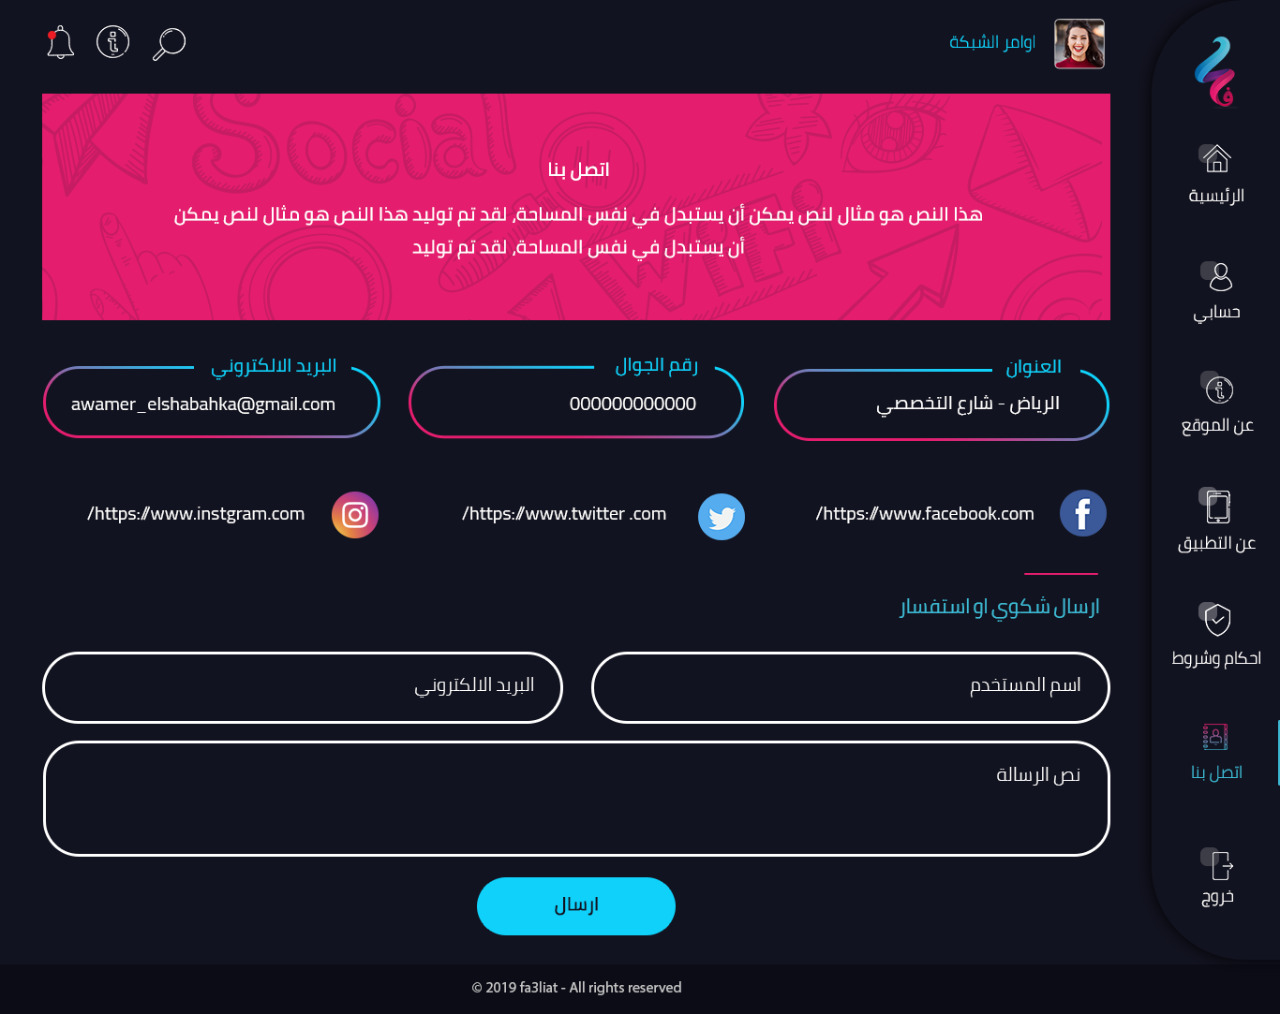 اوامر الشبكة
Social
WiFi
اتصل بنا
هذا النص هو مثال لنص يمكن أن يستبدل في نفس المساحة، لقد تم توليد هذا النص هو مثال لنص يمكن
أن يستبدل في نفس المساحة، لقد تم توليد
العنوان
الرياض - شارع التخصصي
رقم الجوال
000000000000
البريد الالكتروني
awamer_elshabahka@gmail.com
/https://www.facebook.com
/https://www.twitter .com
/https://www.instgram.com
ارسال شكوي او استفسار
اسم المستخدم
البريد الالكتروني
نص الرسالة
ارسال
الرئيسية
حسابي
عن الموقع
عن التطبيق
احكام وشروط
اتصل بنا
خروج
© 2019 fa3liat - All rights reserved